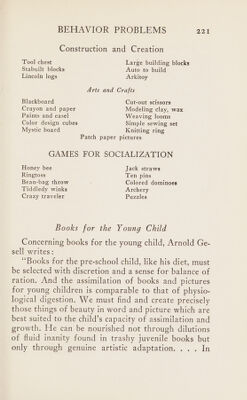 BEHAVIOR PROBLEMS 221
Construction and Creation
Tool chest Large building blocks
Stabuilt blocks Auto to build
Lincoln logs Arkitoy
Arts and Crafts
Blackboard Cut-out scissors
Crayon and paper Modeling clay, wax
Paints and easel Weaving looms
Color design cubes Simple sewing set
Mystic board Knitting ring
Patch paper pictures
GAMES FOR SOCIALIZATION
Honey bee Jack straws
Ringtoss Ten pins
Bean-bag throw Colored dominoes
Tiddledy winks Archery
Crazy traveler Puzzles
Books for the Young Child
Concerning books for the young child, Arnold Ge-
sell writes:
"Books for the pre-school child, like his diet, must
be selected with discretion and a sense for balance of
ration. And the assimilation of books and pictures
for young children is comparable to that of physio-
logical digestion. We must find and create precisely
those things of beauty in word and picture which are
best suited to the child's capacity of assimilation and
growth. He can be nourished not through dilutions
of fluid inanity found in trashy juvenile books but
only through genuine artistic adaptation. . . . In